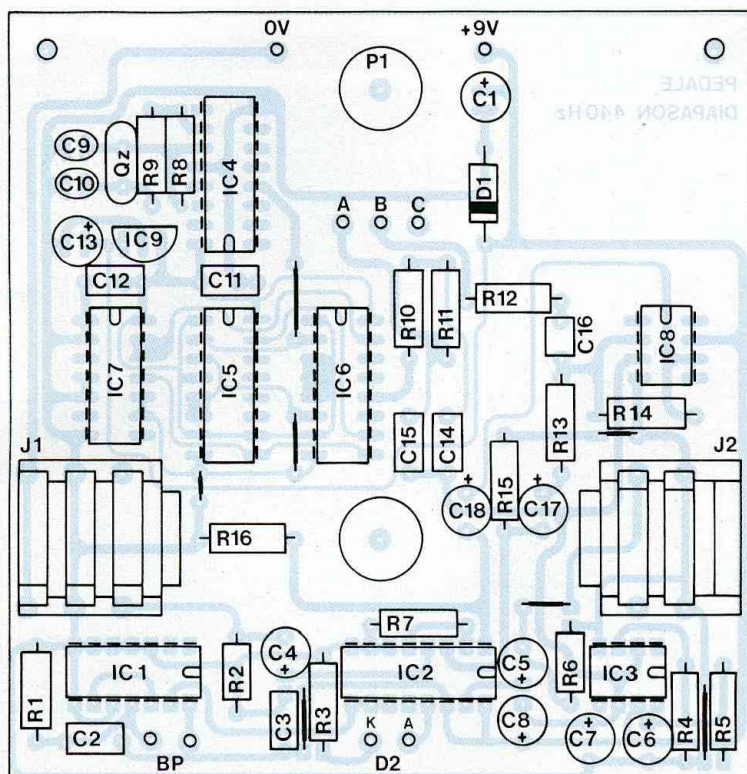 0V
+9V
P1
+
C1
PEDALE
DIAPASON 440Hz
C9
C10
Qz
R9
R8
IC4
D1
A
B
C
+
C13
IC9
C12
C11
R10
R11
R12
C16
IC8
IC7
IC5
IC6
R13
R14
J1
C15
C14
R15
J2
+
C18
+
C17
R16
R7
IC1
R2
C4
+
IC2
C5
+
R6
IC3
R1
C2
C3
R3
K
A
C8
+
C7
+
C6
+
R4
R5
BP
D2